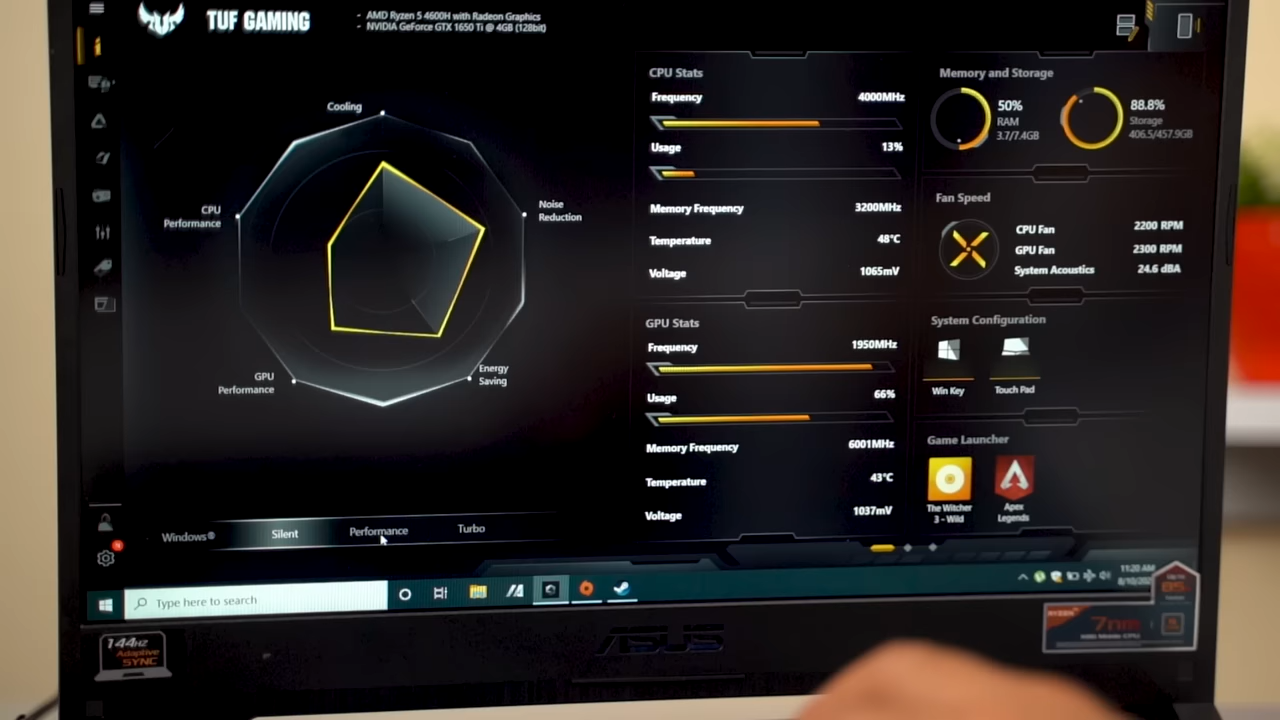 TUF GAMING
- AMD Ryzen 5 4600H with Radeon Graphics
- NVIDIA GeForce GTX 1650 Ti @ 4GB (128bit)
Cooling
Noise
Reduction
CPU
Performance
GPU
Performance
Energy
Saving
Windows®
Silent
Performance
Turbo
CPU Stats
Frequency 4000MHz
Usage 13%
Memory Frequency 3200MHz
Temperature 48°C
Voltage 1065mV
GPU Stats
Frequency 1950MHz
Usage 66%
Memory Frequency 6001MHz
Temperature 43°C
Voltage 1037mV
Memory and Storage
50%
RAM
3.7/7.4GB
88.8%
Storage
406.5/457.9GB
Fan Speed
CPU Fan 2200 RPM
GPU Fan 2300 RPM
System Acoustics 24.6 dBA
System Configuration
Win Key
Touch Pad
Game Launcher
The Witcher
3 - Wild
Apex
Legends
Type here to search
11:20 AM
144Hz
Adaptive
SYNC
ASUS
RYZEN
7nm